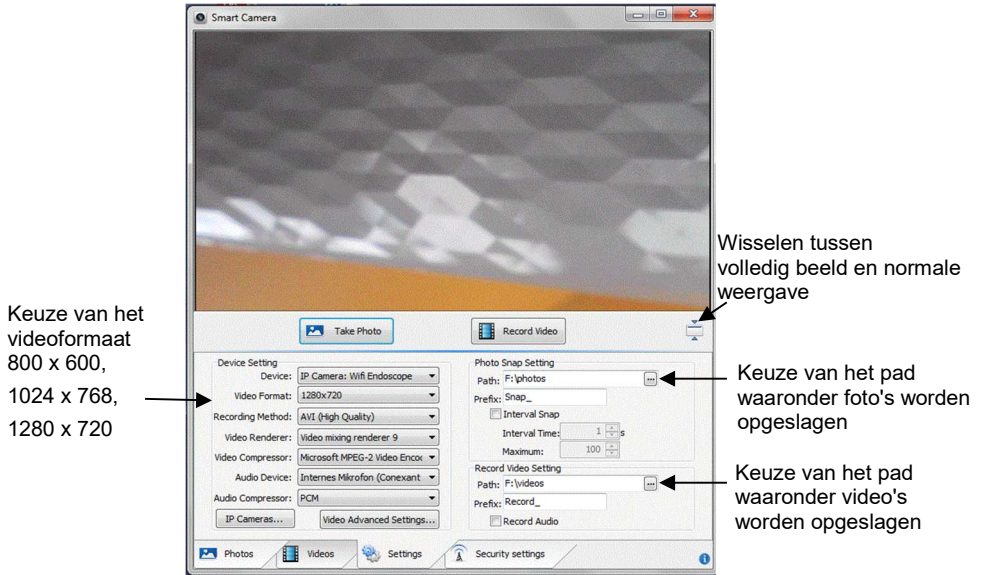 Smart Camera
Wisselen tussen
volledig beeld en normale
weergave
Keuze van het
videoformaat
800 x 600,
1024 x 768,
1280 x 720
Take Photo
Record Video
Device Setting
Device: IP Camera: Wifi Endoscope
Video Format: 1280x720
Recording Method: AVI (High Quality)
Video Renderer: Video mixing renderer 9
Video Compressor: Microsoft MPEG-2 Video Encoc
Audio Device: Internes Mikrofon (Conexant
Audio Compressor: PCM
IP Cameras...
Video Advanced Settings...
Photo Snap Setting
Path: F:\photos ...
Prefix: Snap_
Interval Snap
Interval Time: 1 s
Maximum: 100
Record Video Setting
Path: F:\videos ...
Prefix: Record_
Record Audio
Keuze van het pad
waaronder foto's worden
opgeslagen
Keuze van het pad
waaronder video's
worden opgeslagen
Photos
Videos
Settings
Security settings